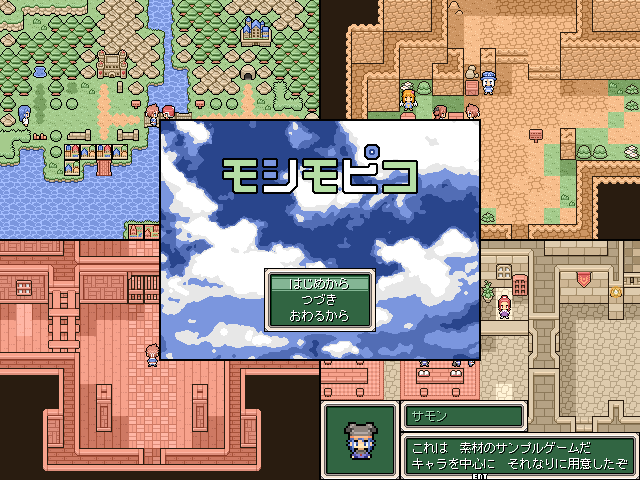 モシモピコ
はじめから
つづき
おわるから
サモン
これは 素材のサンプルゲームだ
キャラを中心に それなりに用意したぞ